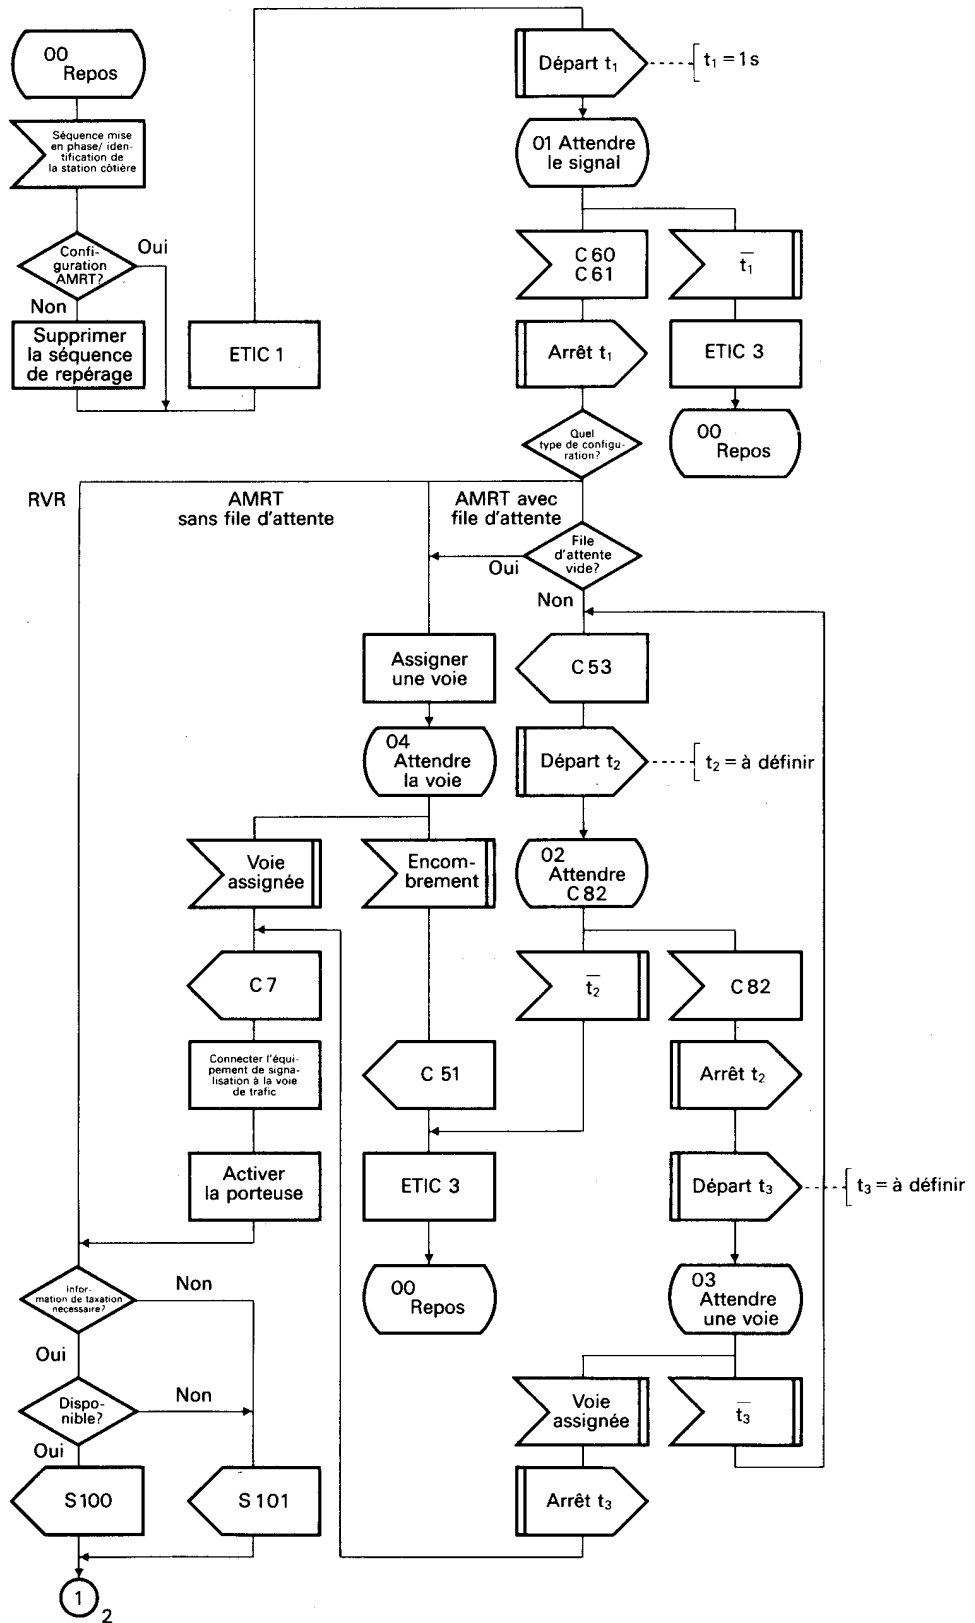 00
Repos
Séquence mise
en phase/ iden-
tification de
la station côtière
Confi-
guration
AMRT?
Oui
Non
Supprimer
la séquence
de repérage
ETIC 1
Départ t1
t1 = 1 s
01 Attendre
le signal
C 60
C 61
t1
Arrêt t1
ETIC 3
Quel
type de configu-
ration?
00
Repos
RVR
AMRT
sans file d'attente
AMRT avec
file d'attente
File
d'attente
vide?
Oui
Non
Assigner
une voie
C 53
04
Attendre
la voie
Départ t2
t2 = à définir
Voie
assignée
Encom-
brement
02
Attendre
C 82
C 7
t2
C 82
Connecter l'équi-
pement de signa-
lisation à la voie
de trafic
C 51
Arrêt t2
Activer
la porteuse
ETIC 3
Départ t3
t3 = à définir
Infor-
mation de taxation
nécessaire?
Non
00
Repos
03
Attendre
une voie
Oui
Dispo-
nible?
Non
Voie
assignée
t3
Oui
S 100
S 101
Arrêt t3
1
2